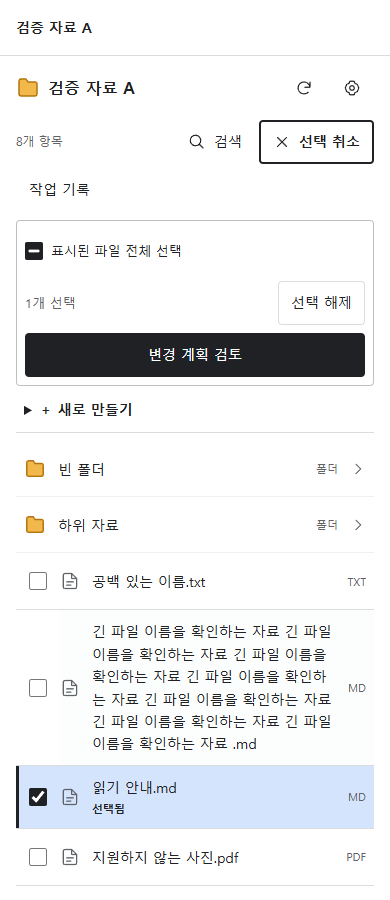 검증 자료 A
검증 자료 A
8개 항목
검색
선택 취소
작업 기록
표시된 파일 전체 선택
1개 선택
선택 해제
변경 계획 검토
+ 새로 만들기
빈 폴더
폴더
하위 자료
폴더
공백 있는 이름.txt
TXT
긴 파일 이름을 확인하는 자료 긴 파일
이름을 확인하는 자료 긴 파일 이름을
확인하는 자료 긴 파일 이름을 확인하
는 자료 긴 파일 이름을 확인하는 자료
긴 파일 이름을 확인하는 자료 긴 파일
이름을 확인하는 자료 .md
MD
읽기 안내.md
선택됨
MD
지원하지 않는 사진.pdf
PDF